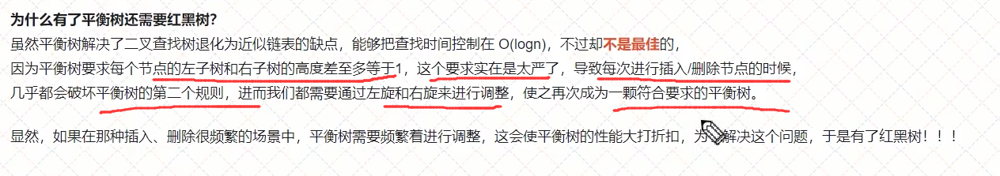 为什么有了平衡树还需要红黑树?
虽然平衡树解决了二叉查找树退化为近似链表的缺点，能够把查找时间控制在 O(logn)，不过却不是最佳的，
因为平衡树要求每个节点的左子树和右子树的高度差至多等于1，这个要求实在是太严了，导致每次进行插入/删除节点的时候，
几乎都会破坏平衡树的第二个规则，进而我们都需要通过左旋和右旋来进行调整，使之再次成为一颗符合要求的平衡树。
显然，如果在那种插入、删除很频繁的场景中，平衡树需要频繁着进行调整，这会使平衡树的性能大打折扣，为解决这个问题，于是有了红黑树！！！